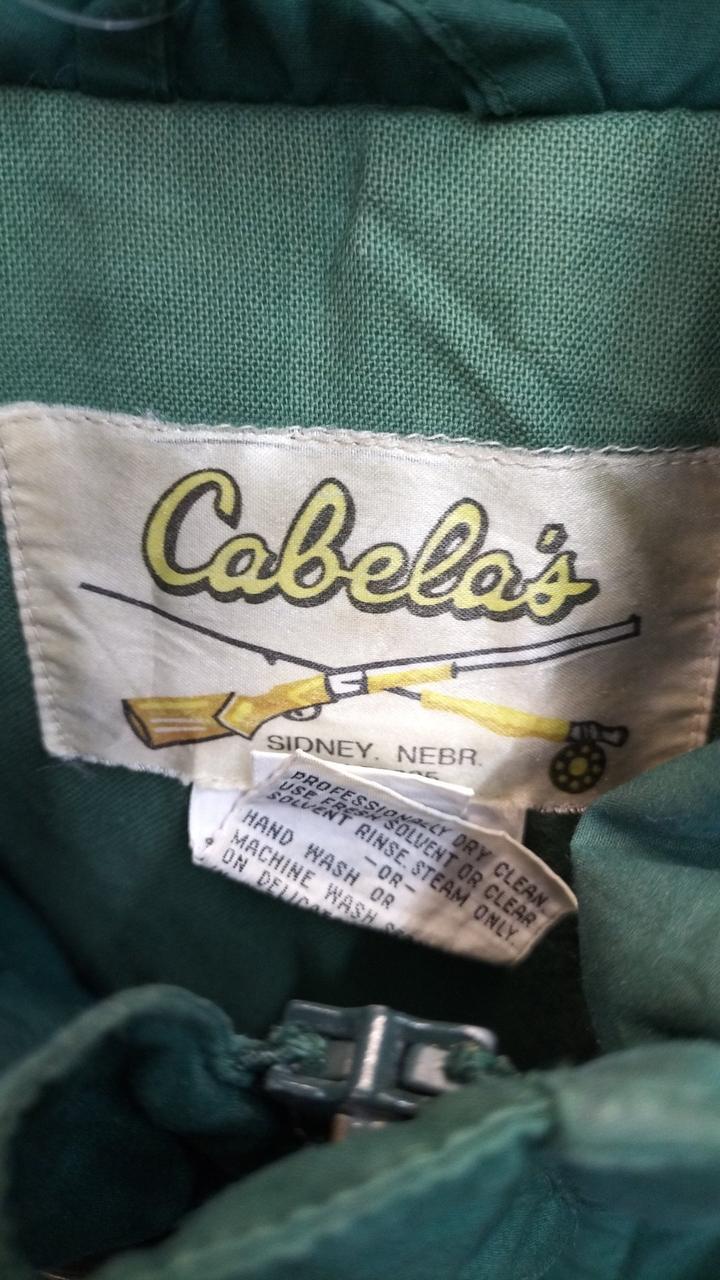 Cabela's
SIDNEY, NEBR.
PROFESSIONALLY DRY CLEAN.
USE FRESH SOLVENT OR CLEAR
SOLVENT RINSE. STEAM ONLY.
-OR-
HAND WASH OR
MACHINE WASH
ON